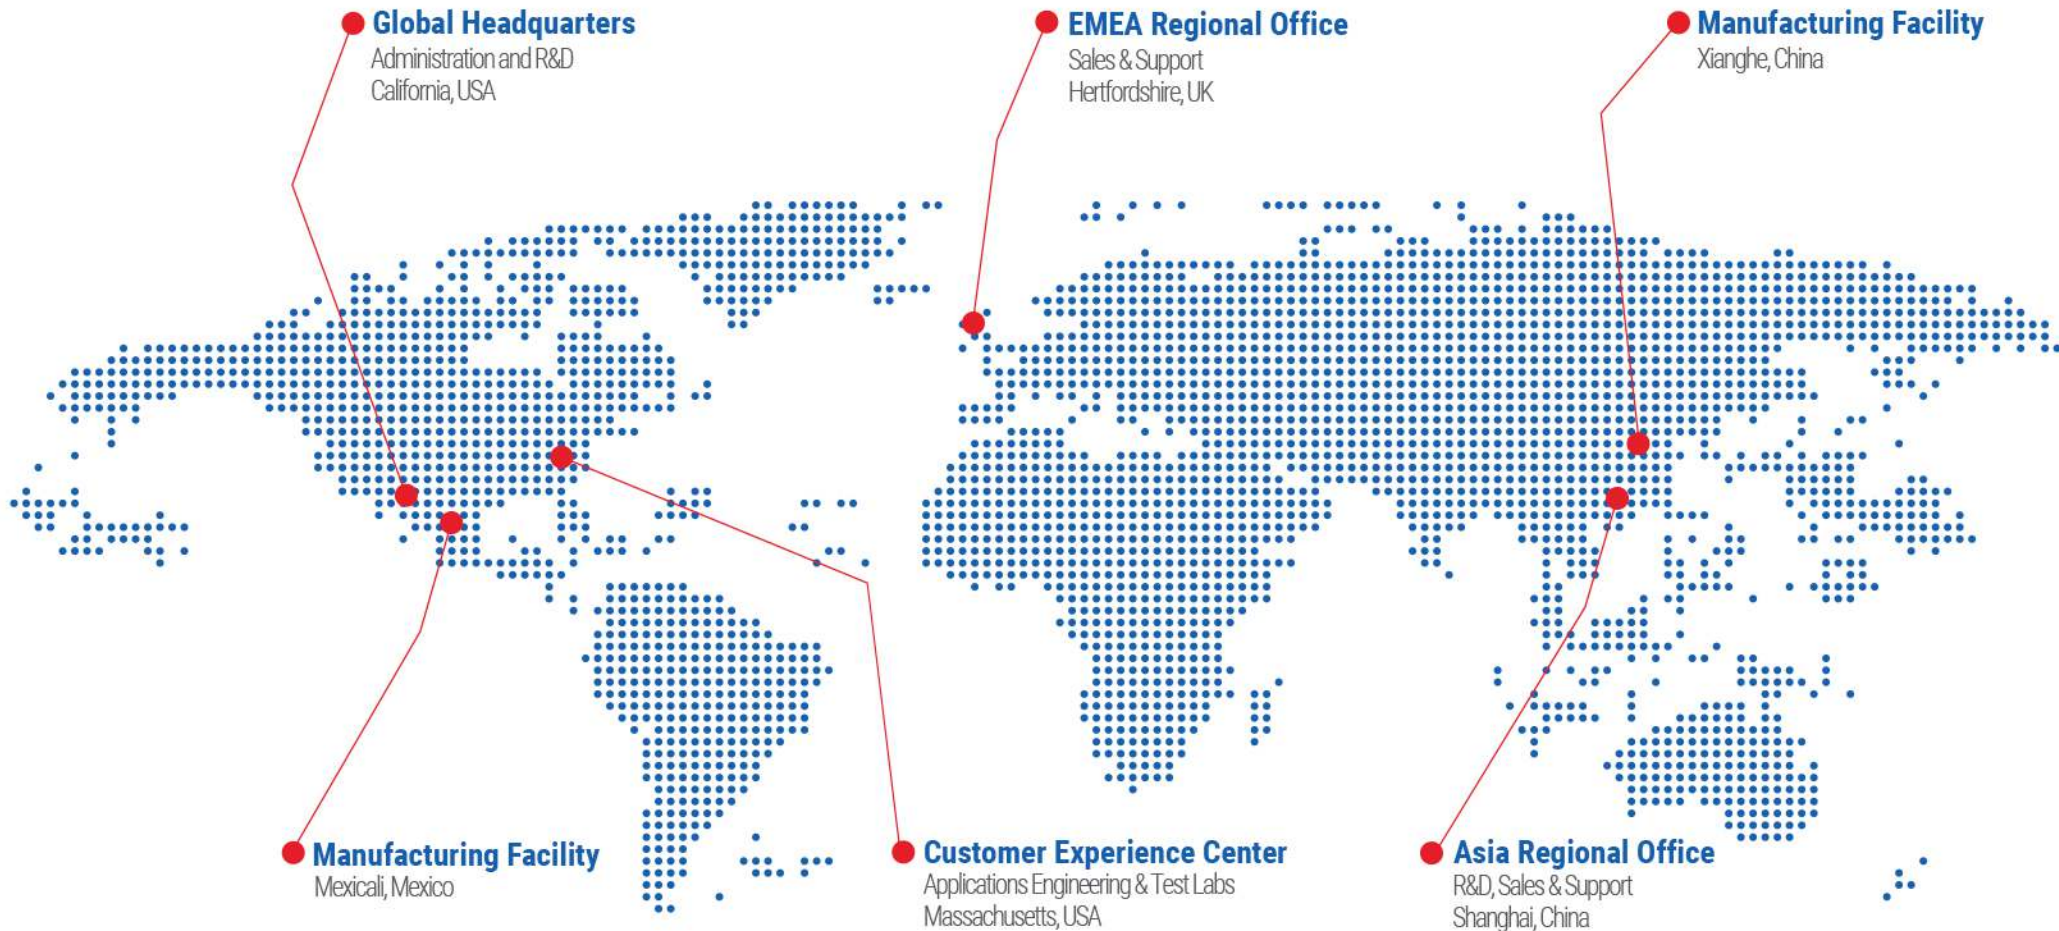 Global Headquarters
Administration and R&D
California, USA
EMEA Regional Office
Sales & Support
Hertfordshire, UK
Manufacturing Facility
Xianghe, China
Manufacturing Facility
Mexicali, Mexico
Customer Experience Center
Applications Engineering & Test Labs
Massachusetts, USA
Asia Regional Office
R&D, Sales & Support
Shanghai, China